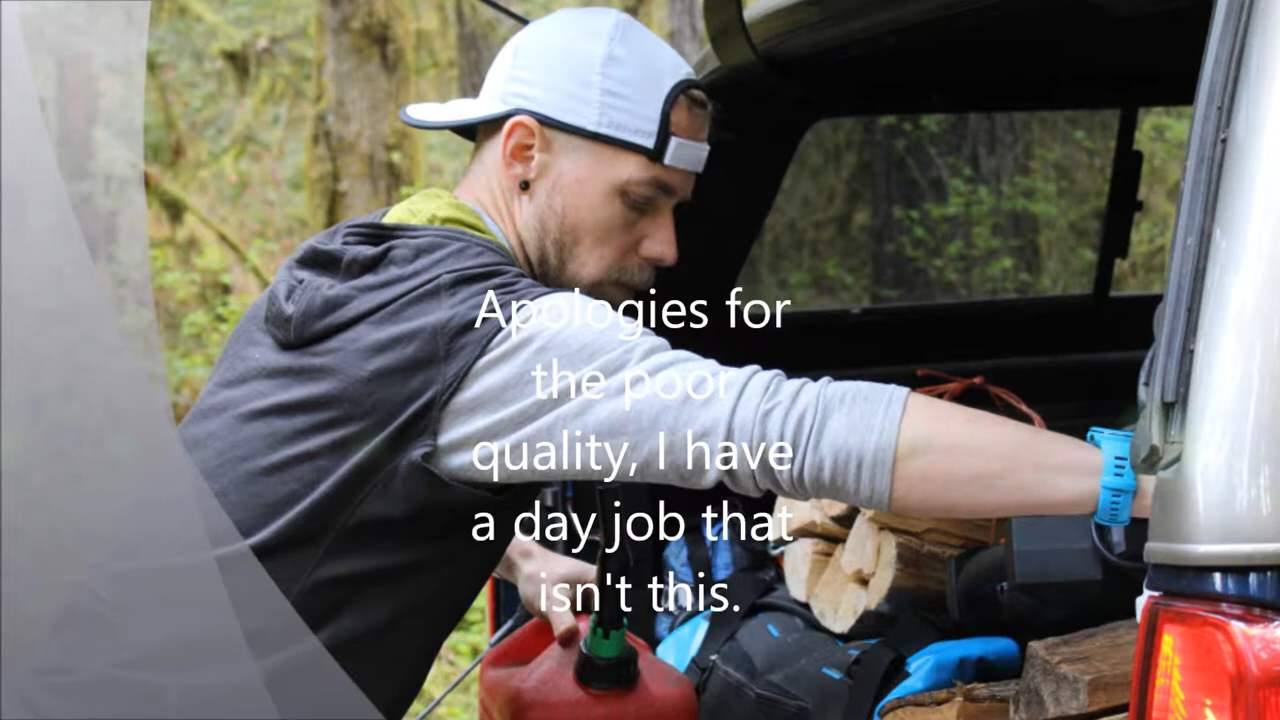 Apologies for
the poor
quality, I have
a day job that
isn't this.